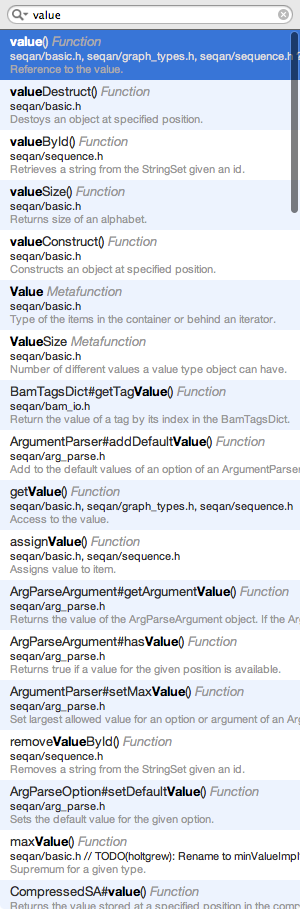 value
value() Function
seqan/basic.h, seqan/graph_types.h, seqan/sequence.h
Reference to the value.
valueDestruct() Function
seqan/basic.h
Destoys an object at specified position.
valueById() Function
seqan/sequence.h
Retrieves a string from the StringSet given an id.
valueSize() Function
seqan/basic.h
Returns size of an alphabet.
valueConstruct() Function
seqan/basic.h
Constructs an object at specified position.
Value Metafunction
seqan/basic.h
Type of the items in the container or behind an iterator.
ValueSize Metafunction
seqan/basic.h
Number of different values a value type object can have.
BamTagsDict#getTagValue() Function
seqan/bam_io.h
Return the value of a tag by its index in the BamTagsDict.
ArgumentParser#addDefaultValue() Function
seqan/arg_parse.h
Add to the default values of an option of an ArgumentParser
getValue() Function
seqan/basic.h, seqan/graph_types.h, seqan/sequence.h
Access to the value.
assignValue() Function
seqan/basic.h, seqan/sequence.h
Assigns value to item.
ArgParseArgument#getArgumentValue() Function
seqan/arg_parse.h
Returns the value of the ArgParseArgument object. If the Ar
ArgParseArgument#hasValue() Function
seqan/arg_parse.h
Returns true if a value for the given position is available.
ArgumentParser#setMaxValue() Function
seqan/arg_parse.h
Set largest allowed value for an option or argument of an Arg
removeValueById() Function
seqan/sequence.h
Removes a string from the StringSet given an id.
ArgParseOption#setDefaultValue() Function
seqan/arg_parse.h
Sets the default value for the given option.
maxValue() Function
seqan/basic.h // TODO(holtgrew): Rename to minValueImpl
Supremum for a given type.
CompressedSA#value() Function
Returns the value stored at a specified position in the comp